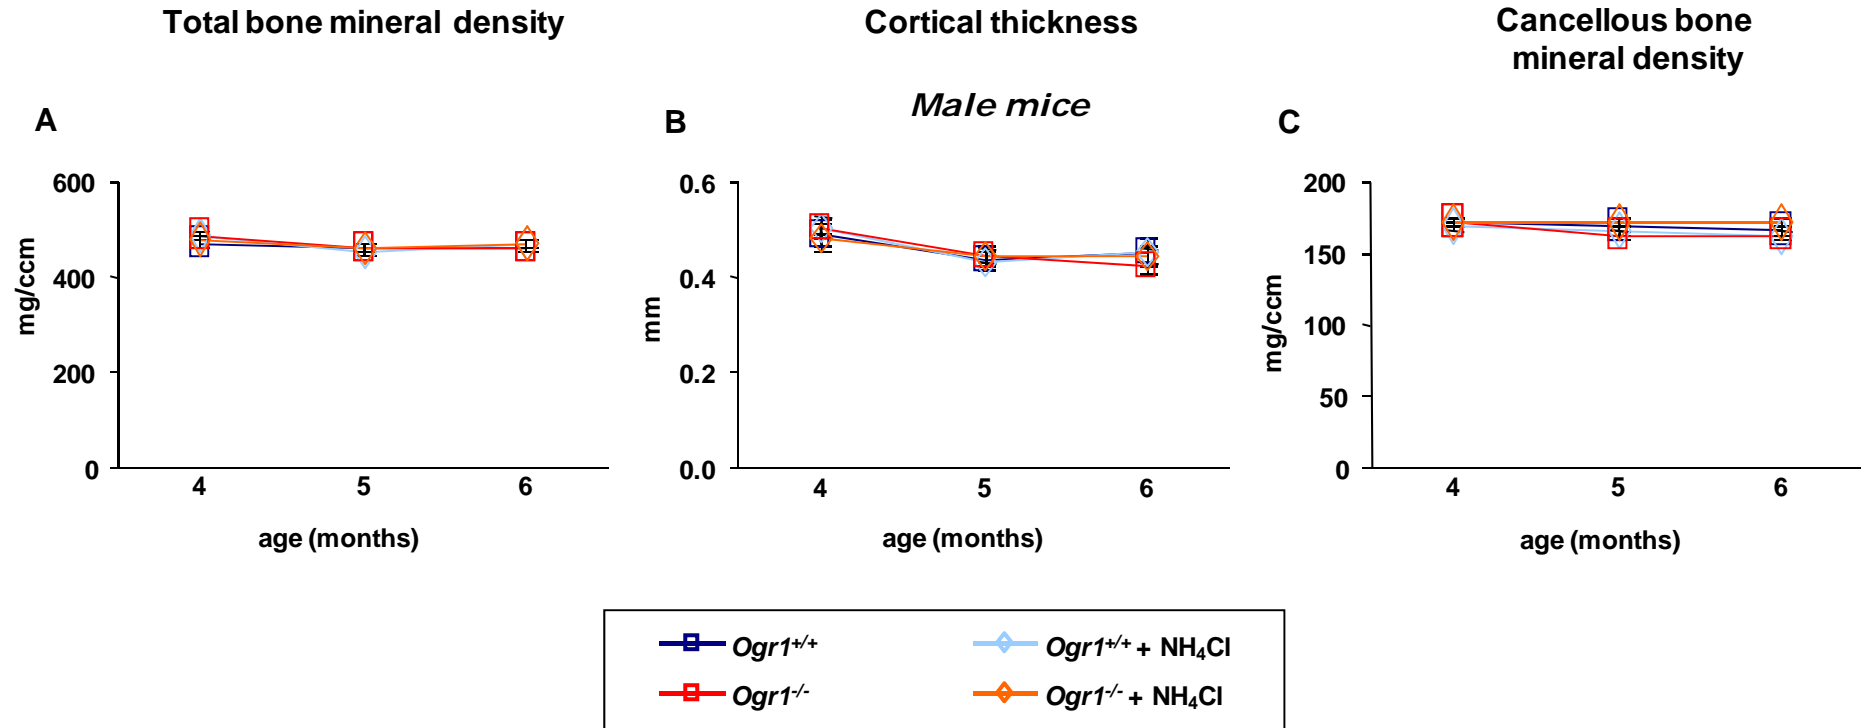 Total bone mineral density
Cortical thickness
Cancellous bone
mineral density
Male mice
A
B
C
600
400
200
0
mg/ccm
4 5 6
age (months)
0.6
0.4
0.2
0.0
mm
4 5 6
age (months)
200
150
100
50
0
mg/ccm
4 5 6
age (months)
Ogr1+/+
Ogr1+/+ + NH4Cl
Ogr1-/-
Ogr1-/- + NH4Cl